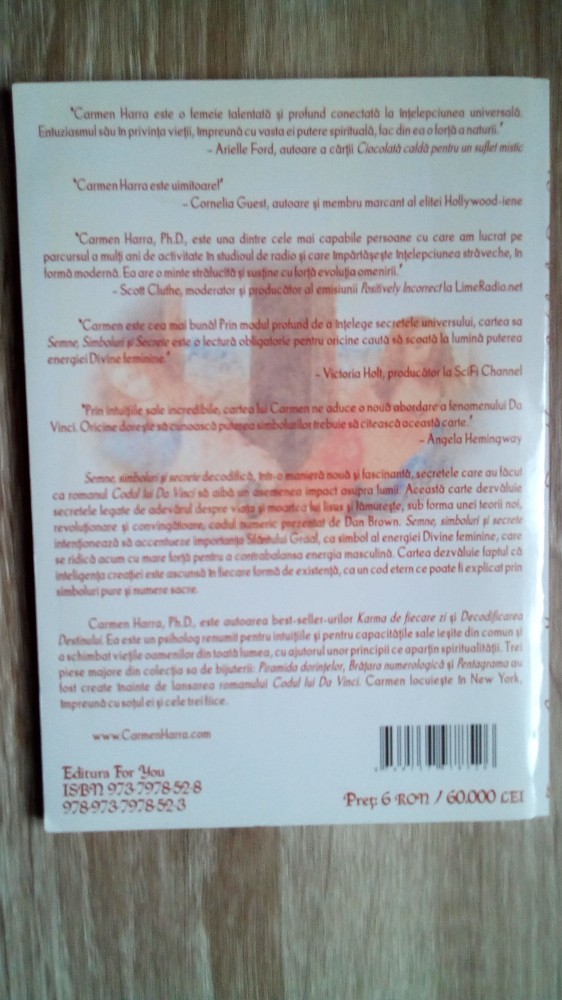 "Carmen Harra este o femeie talentată și profund conectată la înțelepciunea universală.
Entuziasmul său în privința vieții, împreună cu vasta ei putere spirituală, fac din ea o forță a naturii."
- Arielle Ford, autoare a cărții Ciocolată caldă pentru un suflet mistic
"Carmen Harra este uimitoare!"
- Cornelia Guest, autoare și membru marcant al elitei Hollywood-iene
"Carmen Harra, Ph.D., este una dintre cele mai capabile persoane cu care am lucrat pe
parcursul a mulți ani de activitate în studioul de radio și care împărtășește înțelepciunea străveche, în
formă modernă. Ea are o minte strălucită și susține cu forță evoluția omenirii."
- Scott Cluthe, moderator și producător al emisiunii Positively Incorrect la LimeRadio.net
"Carmen este cea mai bună! Prin modul profund de a înțelege secretele universului, cartea sa
Semne, Simboluri și Secrete este o lectură obligatorie pentru oricine caută să scoată la lumină puterea
energiei Divine feminine."
- Victoria Holt, producător la SciFi Channel
"Prin intuițiile sale incredibile, cartea lui Carmen ne aduce o nouă abordare a fenomenului Da
Vinci. Oricine dorește să cunoască puterea simbolurilor trebuie să citească această carte."
- Angela Hemingway
Semne, simboluri și secrete decodifică, într-o manieră nouă și fascinantă, secretele care au făcut
ca romanul Codul lui Da Vinci să aibă un asemenea impact asupra lumii. Această carte dezvăluie
secretele legate de adevărul despre viața și moartea lui Iisus și lămurește, sub forma unei teorii noi,
revoluționare și convingătoare, codul numeric prezentat de Dan Brown. Semne, simboluri și secrete
intenționează să accentueze importanța Sfântului Graal, ca simbol al energiei Divine feminine, care
se ridică acum cu mare forță pentru a contrabalansa energia masculină. Cartea dezvăluie faptul că
inteligența creației este ascunsă în fiecare formă de existență, ca un cod etern ce poate fi explicat prin
simboluri pure și numere sacre.
Carmen Harra, Ph.D., este autoarea best-seller-urilor Karma de fiecare zi și Decodificarea
Destinului. Ea este un psiholog renumit pentru intuițiile și pentru capacitățile sale ieșite din comun și
a schimbat viețile oamenilor din toată lumea, cu ajutorul unor principii ce aparțin spiritualității. Trei
piese majore din colecția sa de bijuterii: Piramida dorințelor, Brățara numerologică și Pentagrama au
fost create înainte de lansarea romanului Codul lui Da Vinci. Carmen locuiește în New York,
împreună cu soțul ei și cele trei fiice.
www.CarmenHarra.com
Editura For You
ISBN 973-7978-52-8
978-973-7978-52-3
Preț: 6 RON / 60.000 LEI